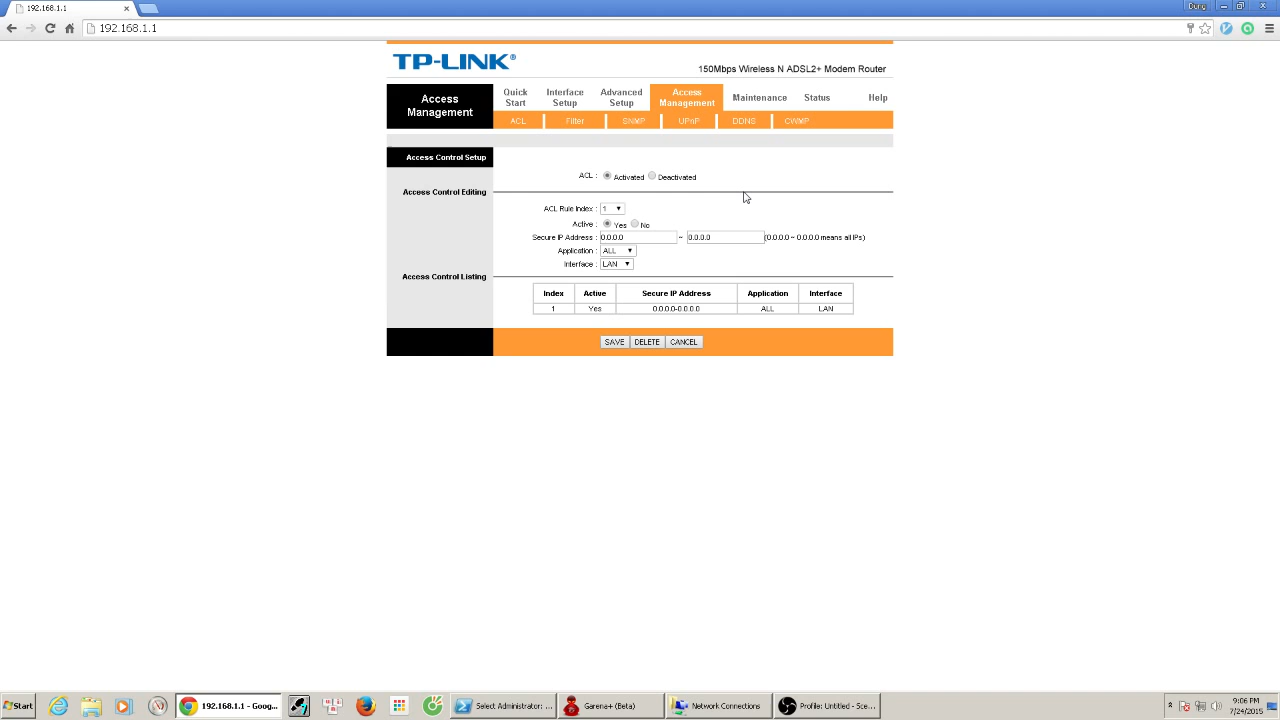 192.168.1.1
Dung
192.168.1.1
TP-LINK®
150Mbps Wireless N ADSL2+ Modem Router
Access Management
Quick Start
Interface Setup
Advanced Setup
Access Management
Maintenance
Status
Help
ACL
Filter
SNMP
UPnP
DDNS
CWMP
Access Control Setup
ACL : Activated Deactivated
Access Control Editing
ACL Rule Index : 1
Active : Yes No
Secure IP Address : 0.0.0.0 ~ 0.0.0.0 (0.0.0.0 ~ 0.0.0.0 means all IPs)
Application : ALL
Interface : LAN
Access Control Listing
Index Active Secure IP Address Application Interface
1 Yes 0.0.0.0-0.0.0.0 ALL LAN
SAVE DELETE CANCEL
Start
192.168.1.1 - Goog...
Select Administrator: ...
Garena+ (Beta)
Network Connections
Profile: Untitled - Sce...
9:06 PM
7/24/2015